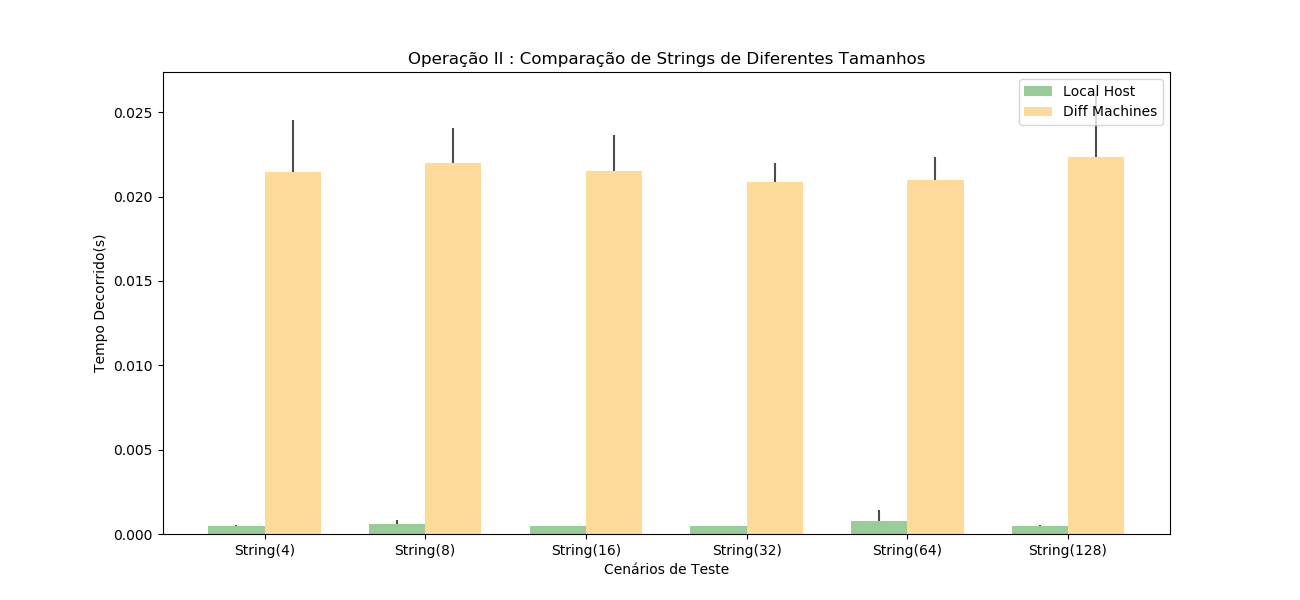 Operação II : Comparação de Strings de Diferentes Tamanhos
Local Host
Diff Machines
Tempo Decorrido(s)
0.025
0.020
0.015
0.010
0.005
0.000
String(4) String(8) String(16) String(32) String(64) String(128)
Cenários de Teste